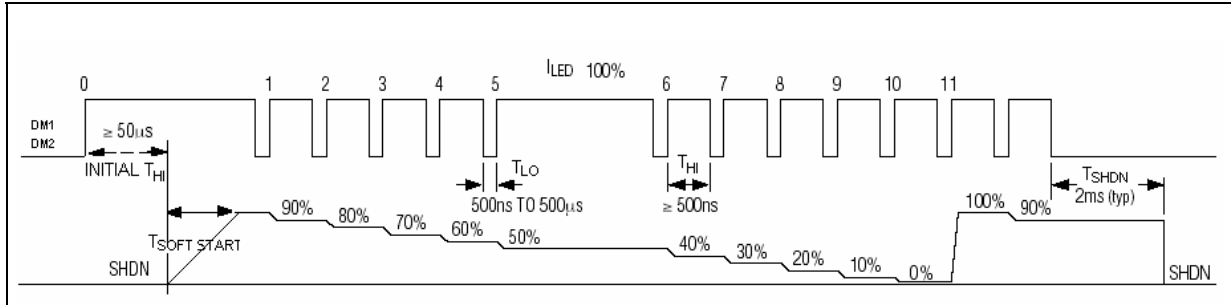 I LED 100%
0 1 2 3 4 5 6 7 8 9 10 11
DM1
DM2
≥ 50μs
INITIAL THI
TLO
500ns TO 500μs
THI
≥ 500ns
TSHDN
2ms (typ)
TSOFT START
90% 80% 70% 60% 50% 40% 30% 20% 10% 0% 100% 90%
SHDN
SHDN